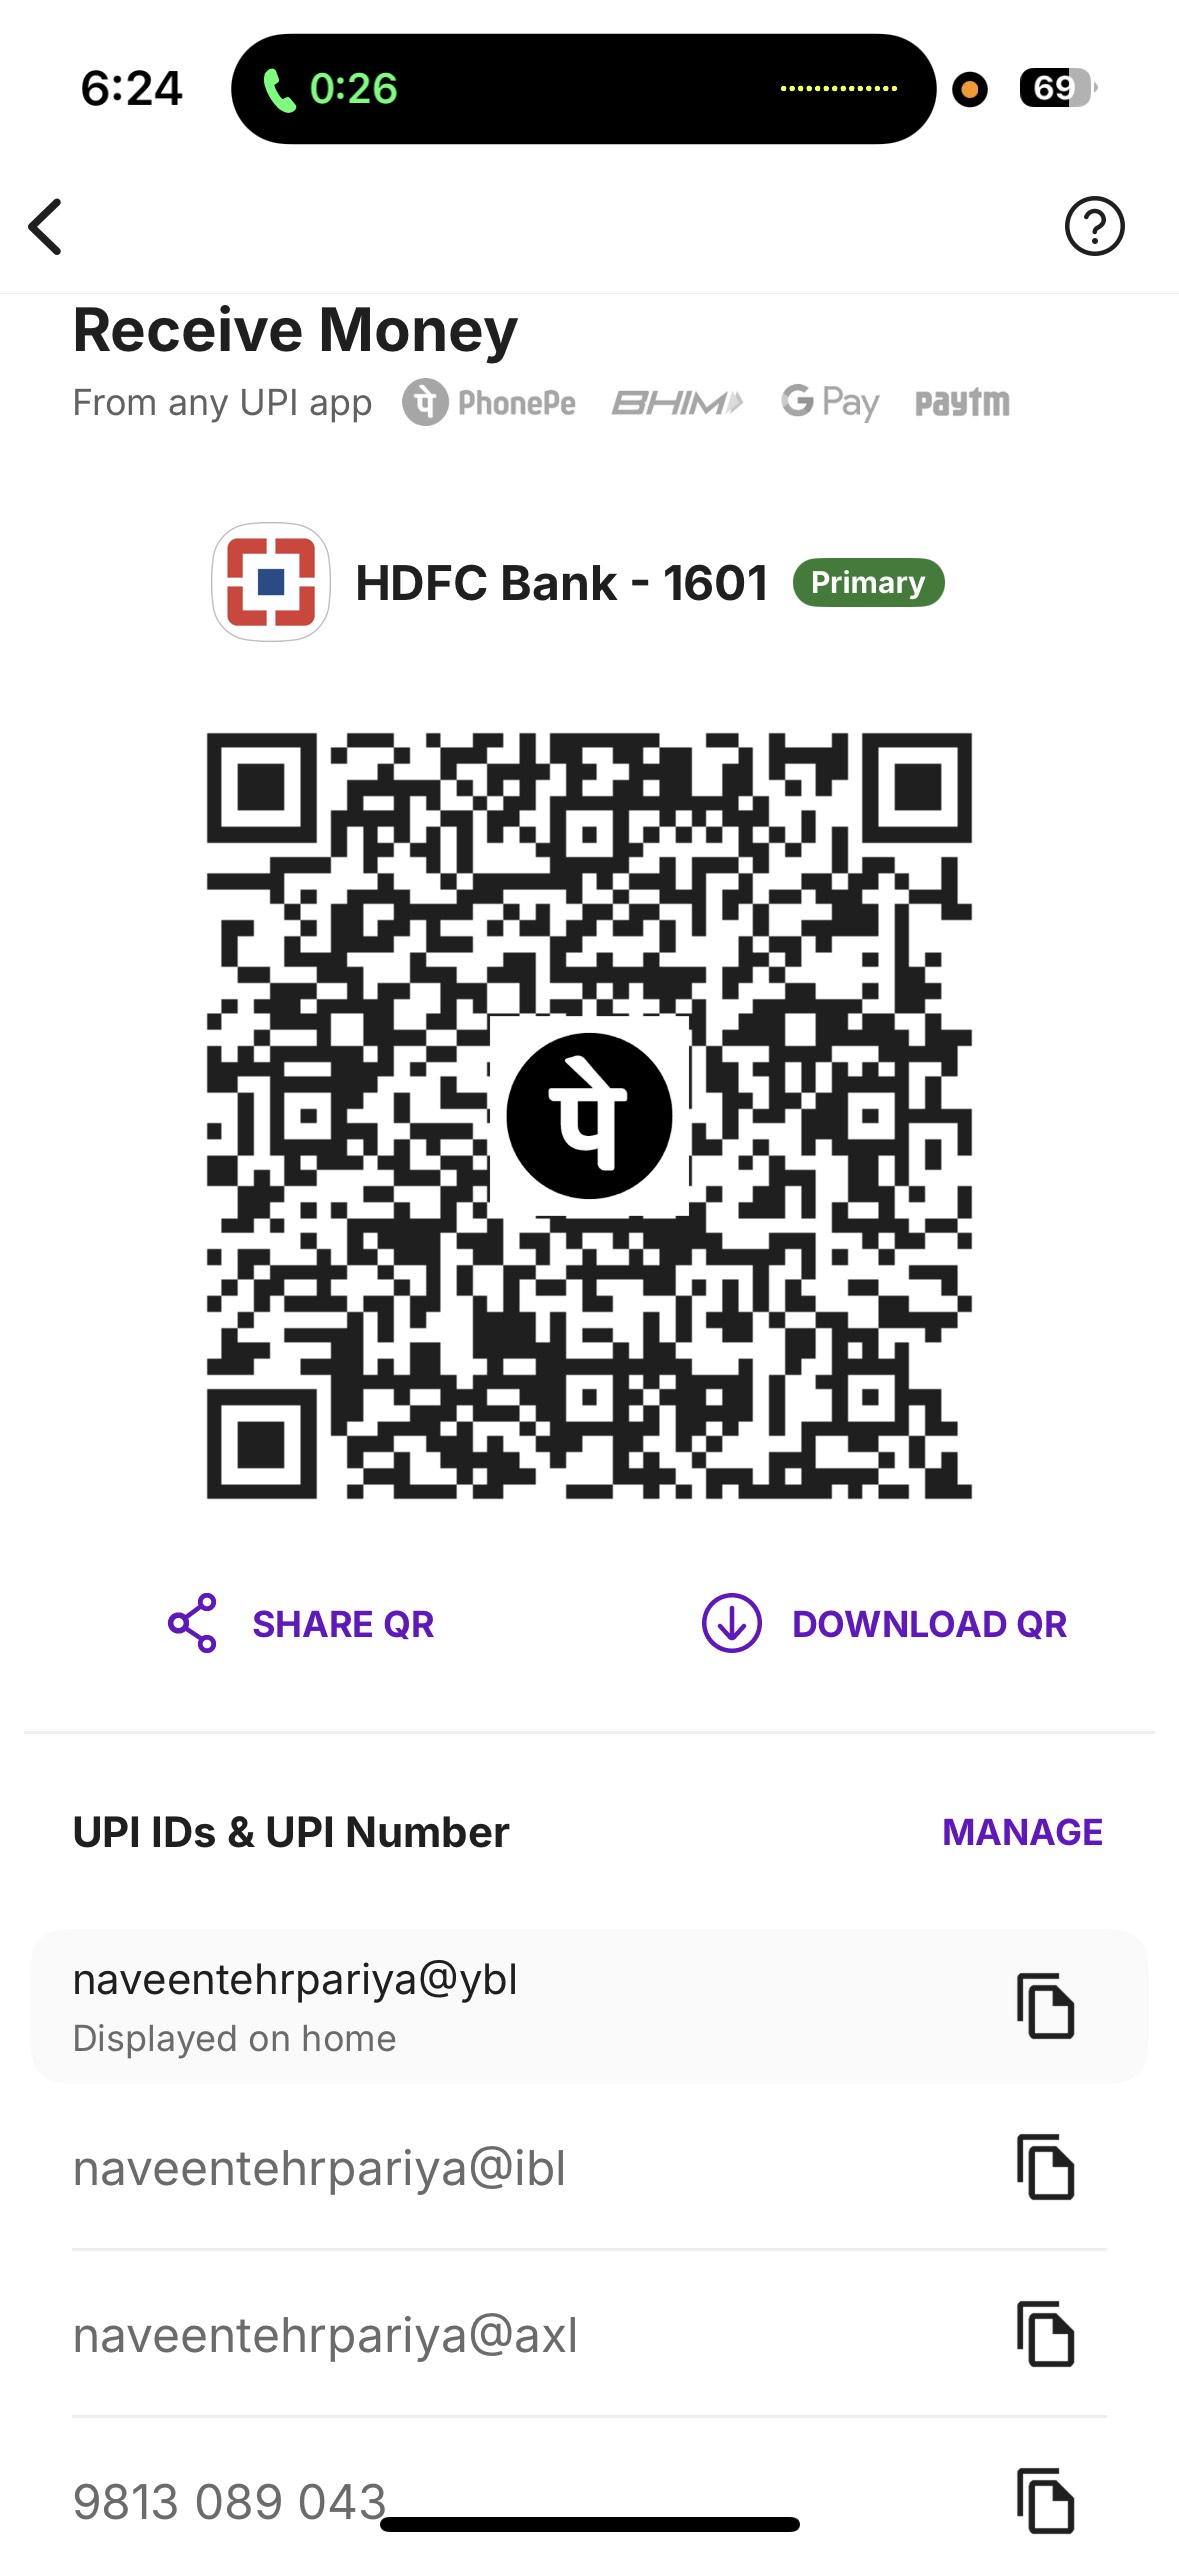 6:24
0:26
69
?
Receive Money
From any UPI app पे PhonePe BHIM G Pay paytm
HDFC Bank - 1601 Primary
पे
SHARE QR
DOWNLOAD QR
UPI IDs & UPI Number
MANAGE
naveentehrpariya@ybl
Displayed on home
naveentehrpariya@ibl
naveentehrpariya@axl
9813 089 043